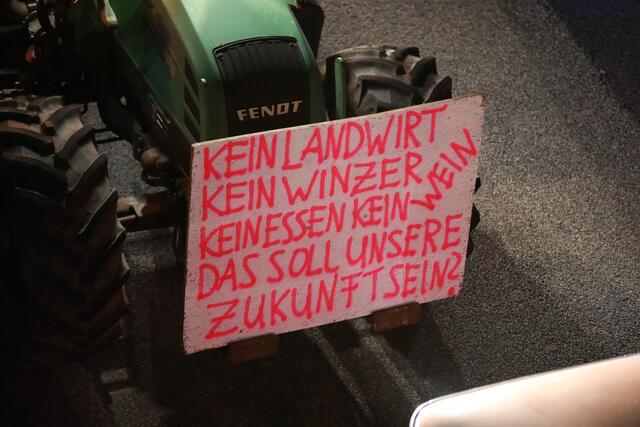 FENDT
KEIN LANDWIRT
KEIN WINZER
KEIN ESSEN KEIN WEIN
DAS SOLL UNSERE
ZUKUNFT SEIN?